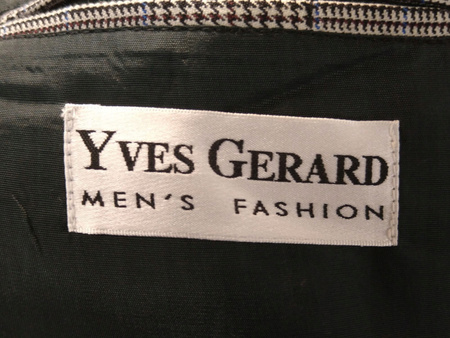 YVES GERARD
MEN'S FASHION